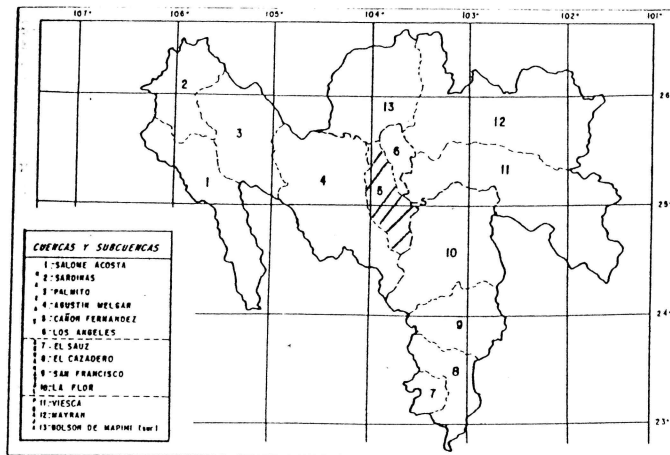 107° 106° 105° 104° 103° 102° 101°
2 13 26°
12
3 6
11
1 4 5
5 25°
10
24°
9
8
7 23°
CUENCAS Y SUBCUENCAS
1: SALOME ACOSTA
2: SARDINAS
3: PALMITO
4: AGUSTIN MELGAR
5: CAÑON FERNANDEZ
6: LOS ANGELES
7: EL SAUZ
8: EL CAZADERO
9: SAN FRANCISCO
10: LA FLOR
11: VIESCA
12: MAYRAN
13: BOLSON DE MAPIMI (sur)